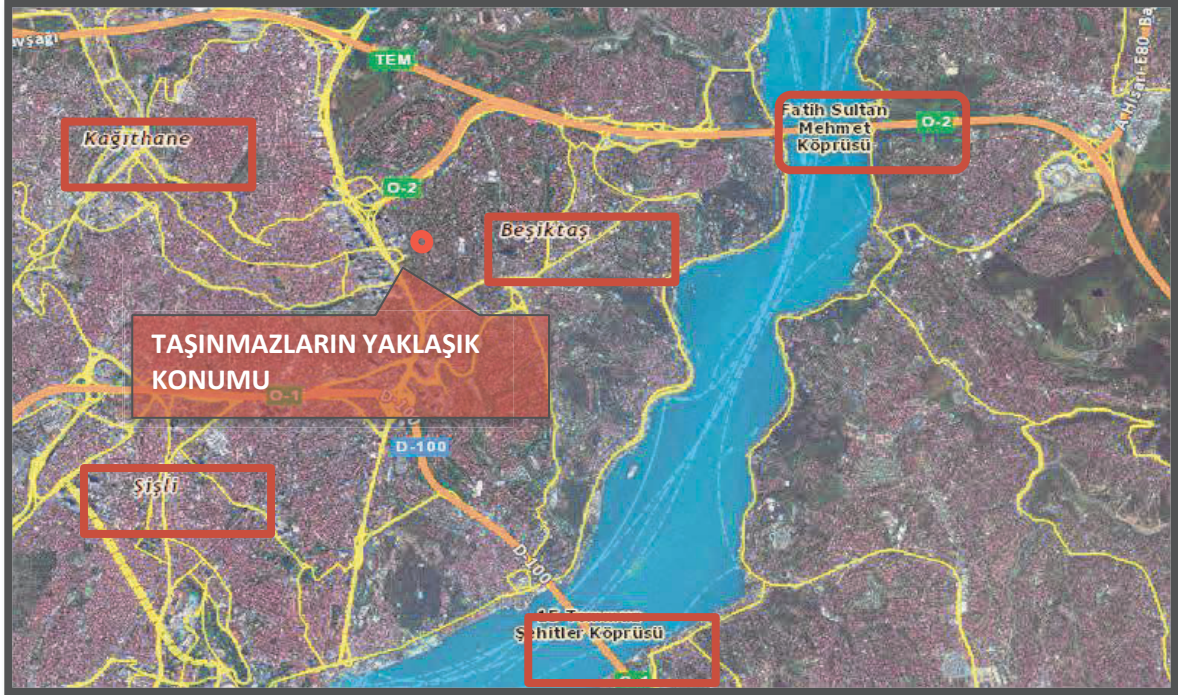 TEM
Fatih Sultan
Mehmet
Köprüsü
O-2
Kağıthane
O-2
Beşiktaş
TAŞINMAZLARIN YAKLAŞIK
KONUMU
O-1
D-100
Şişli
D-100
Şehitler Köprüsü